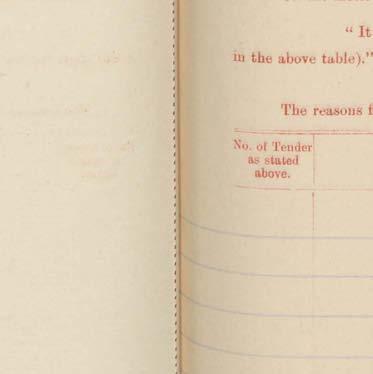 “ It
in the above table).”
The reasons f
No. of Tender
as stated
above.